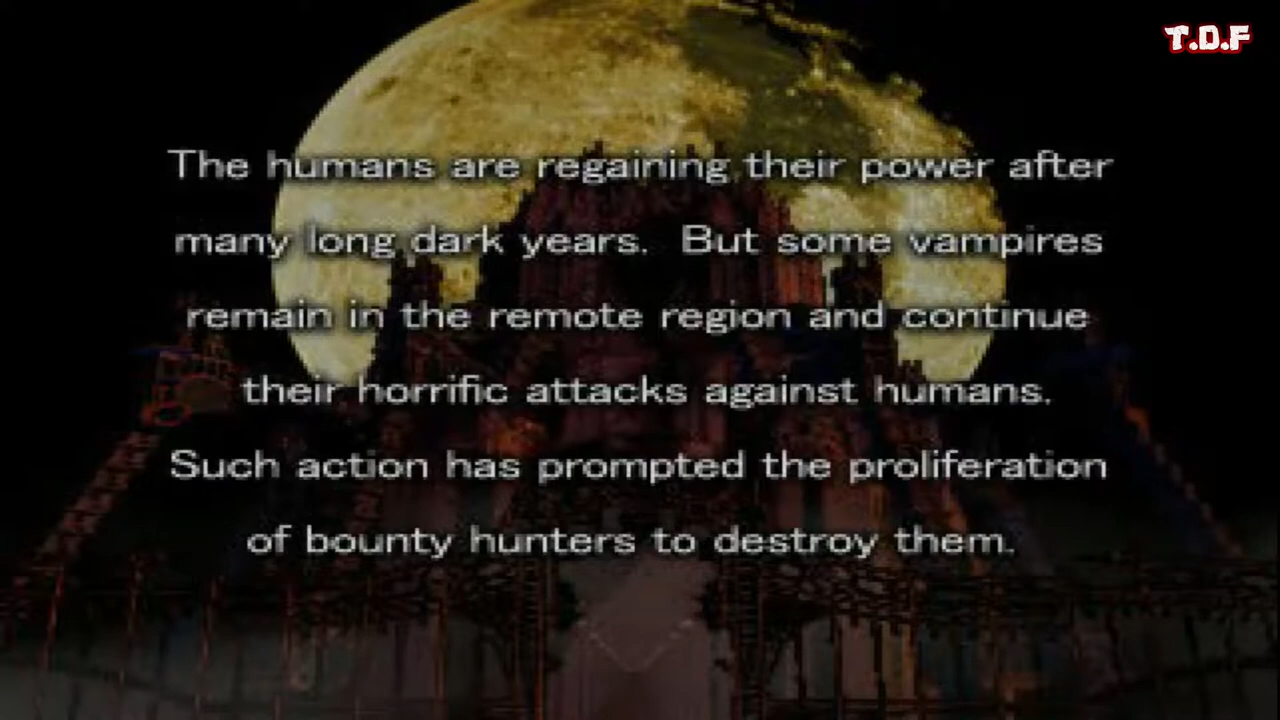 T.D.F
The humans are regaining their power after
many long dark years.  But some vampires
remain in the remote region and continue
their horrific attacks against humans.
Such action has prompted the proliferation
of bounty hunters to destroy them.